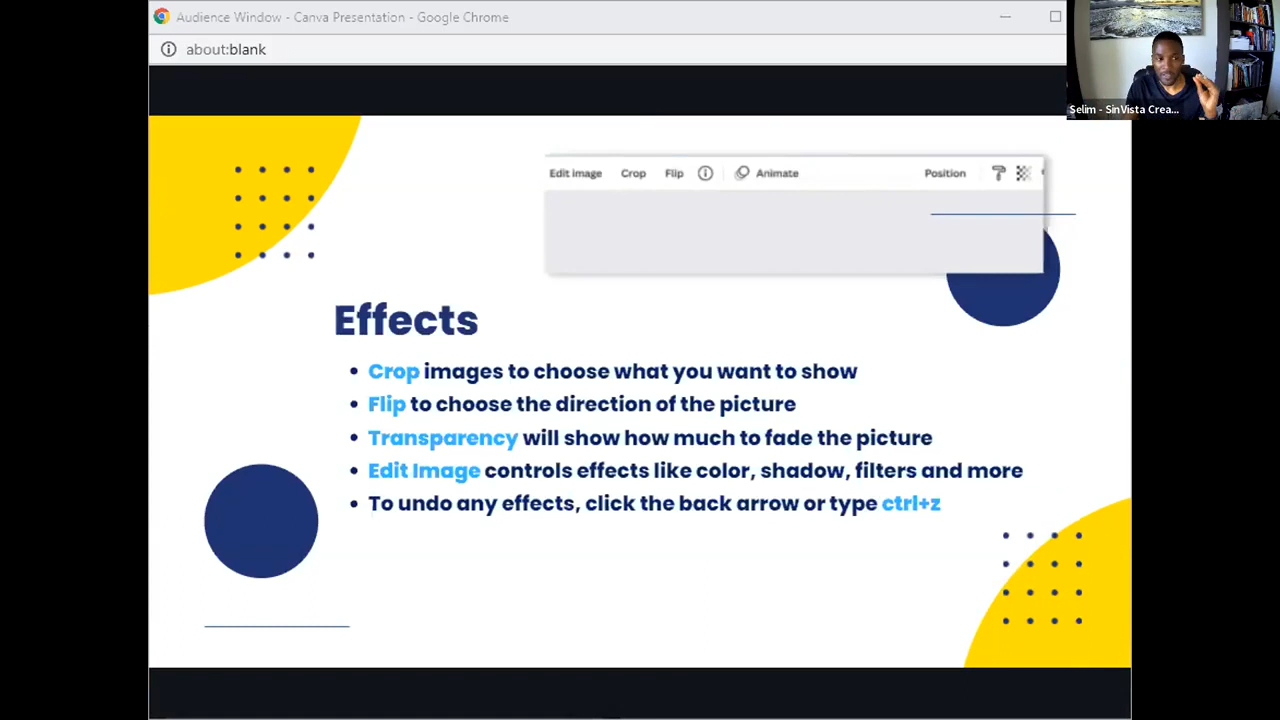 Audience Window - Canva Presentation - Google Chrome
about:blank
Selim - SinVista Crea...
Edit image Crop Flip Animate Position
Effects
• Crop images to choose what you want to show
• Flip to choose the direction of the picture
• Transparency will show how much to fade the picture
• Edit Image controls effects like color, shadow, filters and more
• To undo any effects, click the back arrow or type ctrl+z